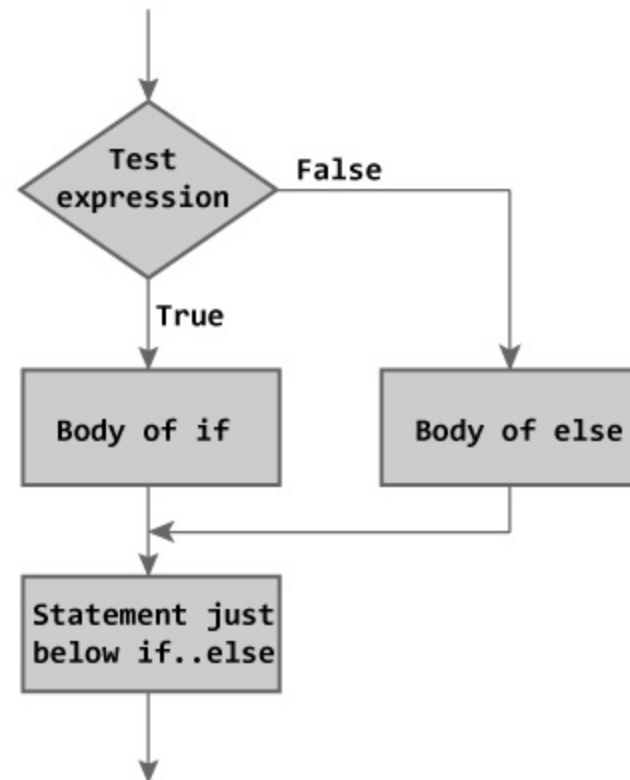 Test
expression
False
True
Body of if
Body of else
Statement just
below if..else